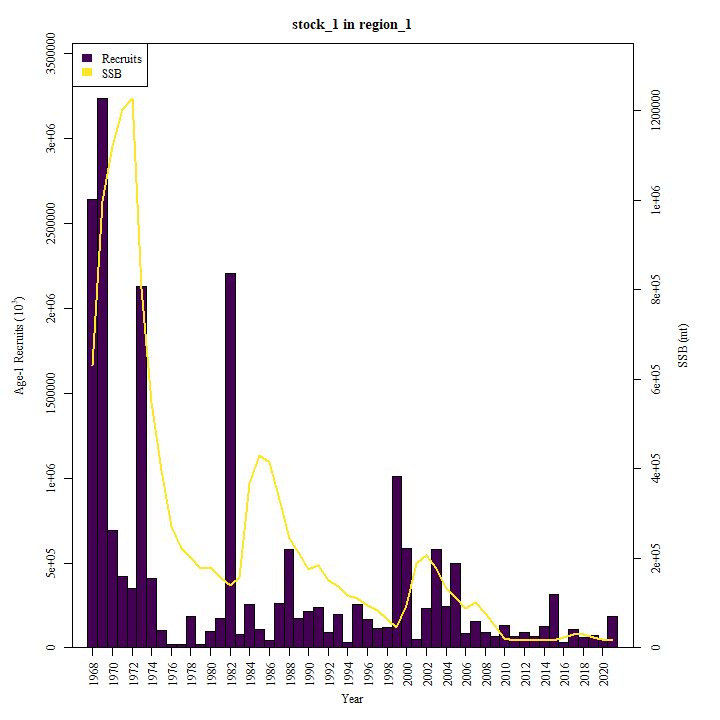 stock_1 in region_1
Recruits
SSB
Age-1 Recruits (10³)
3500000
3e+06
2500000
2e+06
1500000
1e+06
5e+05
0
1200000
1e+06
8e+05
6e+05
4e+05
2e+05
0
SSB (mt)
1968 1970 1972 1974 1976 1978 1980 1982 1984 1986 1988 1990 1992 1994 1996 1998 2000 2002 2004 2006 2008 2010 2012 2014 2016 2018 2020
Year